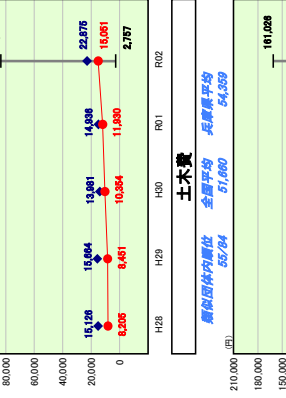 80,000
60,000
40,000
20,000
0
15,126
15,664
13,981
14,936
22,875
8,205
8,451
10,354
11,930
15,051
2,757
H28
H29
H30
R01
R02
土木費
類似団体内順位
55/84
全国平均
51,660
兵庫県平均
54,359
(円)
210,000
180,000
150,000
161,026